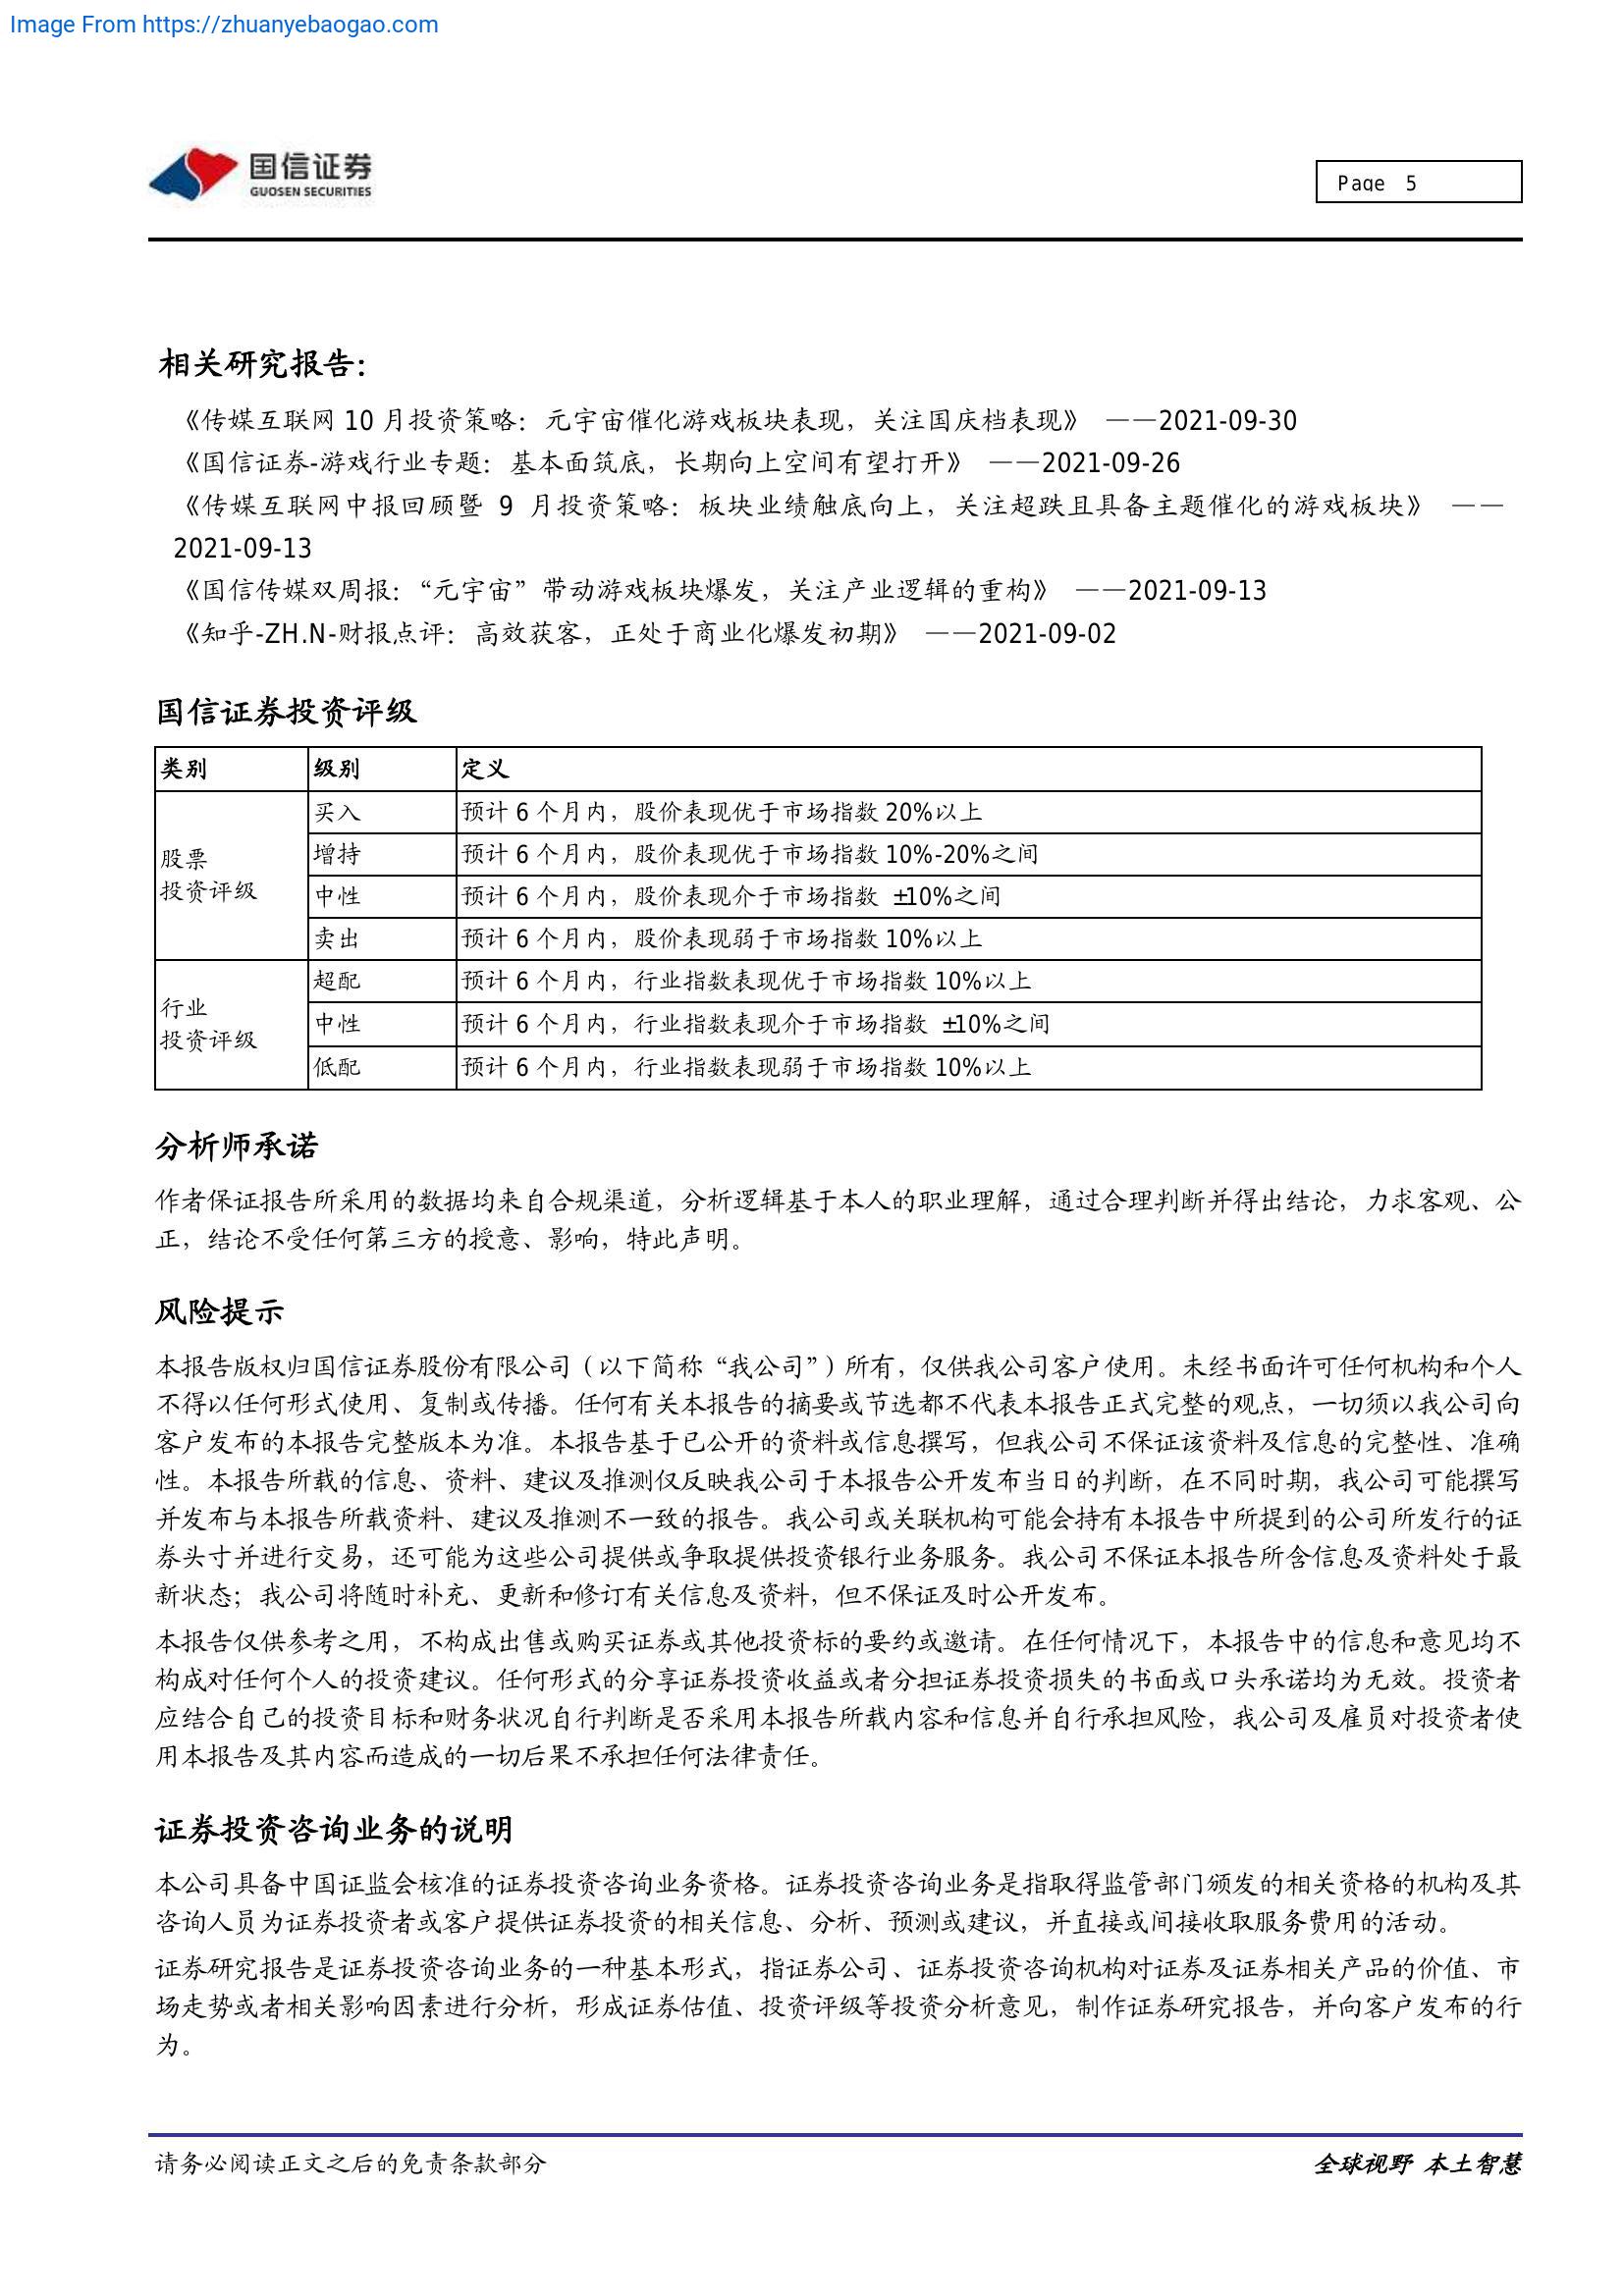 Image From https://zhuanyebaogao.com
国信证券
GUOSEN SECURITIES
Page 5
相关研究报告：
《传媒互联网 10 月投资策略：元宇宙催化游戏板块表现，关注国庆档表现》 ——2021-09-30
《国信证券-游戏行业专题：基本面筑底，长期向上空间有望打开》 ——2021-09-26
《传媒互联网中报回顾暨 9 月投资策略：板块业绩触底向上，关注超跌且具备主题催化的游戏板块》 ——
2021-09-13
《国信传媒双周报：“元宇宙”带动游戏板块爆发，关注产业逻辑的重构》 ——2021-09-13
《知乎-ZH.N-财报点评：高效获客，正处于商业化爆发初期》 ——2021-09-02
国信证券投资评级
类别 级别 定义
股票
投资评级
买入 预计 6 个月内，股价表现优于市场指数 20%以上
增持 预计 6 个月内，股价表现优于市场指数 10%-20%之间
中性 预计 6 个月内，股价表现介于市场指数 ±10%之间
卖出 预计 6 个月内，股价表现弱于市场指数 10%以上
行业
投资评级
超配 预计 6 个月内，行业指数表现优于市场指数 10%以上
中性 预计 6 个月内，行业指数表现介于市场指数 ±10%之间
低配 预计 6 个月内，行业指数表现弱于市场指数 10%以上
分析师承诺
作者保证报告所采用的数据均来自合规渠道，分析逻辑基于本人的职业理解，通过合理判断并得出结论，力求客观、公
正，结论不受任何第三方的授意、影响，特此声明。
风险提示
本报告版权归国信证券股份有限公司（以下简称“我公司”）所有，仅供我公司客户使用。未经书面许可任何机构和个人
不得以任何形式使用、复制或传播。任何有关本报告的摘要或节选都不代表本报告正式完整的观点，一切须以我公司向
客户发布的本报告完整版本为准。本报告基于已公开的资料或信息撰写，但我公司不保证该资料及信息的完整性、准确
性。本报告所载的信息、资料、建议及推测仅反映我公司于本报告公开发布当日的判断，在不同时期，我公司可能撰写
并发布与本报告所载资料、建议及推测不一致的报告。我公司或关联机构可能会持有本报告中所提到的公司所发行的证
券头寸并进行交易，还可能为这些公司提供或争取提供投资银行业务服务。我公司不保证本报告所含信息及资料处于最
新状态；我公司将随时补充、更新和修订有关信息及资料，但不保证及时公开发布。
本报告仅供参考之用，不构成出售或购买证券或其他投资标的要约或邀请。在任何情况下，本报告中的信息和意见均不
构成对任何个人的投资建议。任何形式的分享证券投资收益或者分担证券投资损失的书面或口头承诺均为无效。投资者
应结合自己的投资目标和财务状况自行判断是否采用本报告所载内容和信息并自行承担风险，我公司及雇员对投资者使
用本报告及其内容而造成的一切后果不承担任何法律责任。
证券投资咨询业务的说明
本公司具备中国证监会核准的证券投资咨询业务资格。证券投资咨询业务是指取得监管部门颁发的相关资格的机构及其
咨询人员为证券投资者或客户提供证券投资的相关信息、分析、预测或建议，并直接或间接收取服务费用的活动。
证券研究报告是证券投资咨询业务的一种基本形式，指证券公司、证券投资咨询机构对证券及证券相关产品的价值、市
场走势或者相关影响因素进行分析，形成证券估值、投资评级等投资分析意见，制作证券研究报告，并向客户发布的行
为。
请务必阅读正文之后的免责条款部分
全球视野 本土智慧